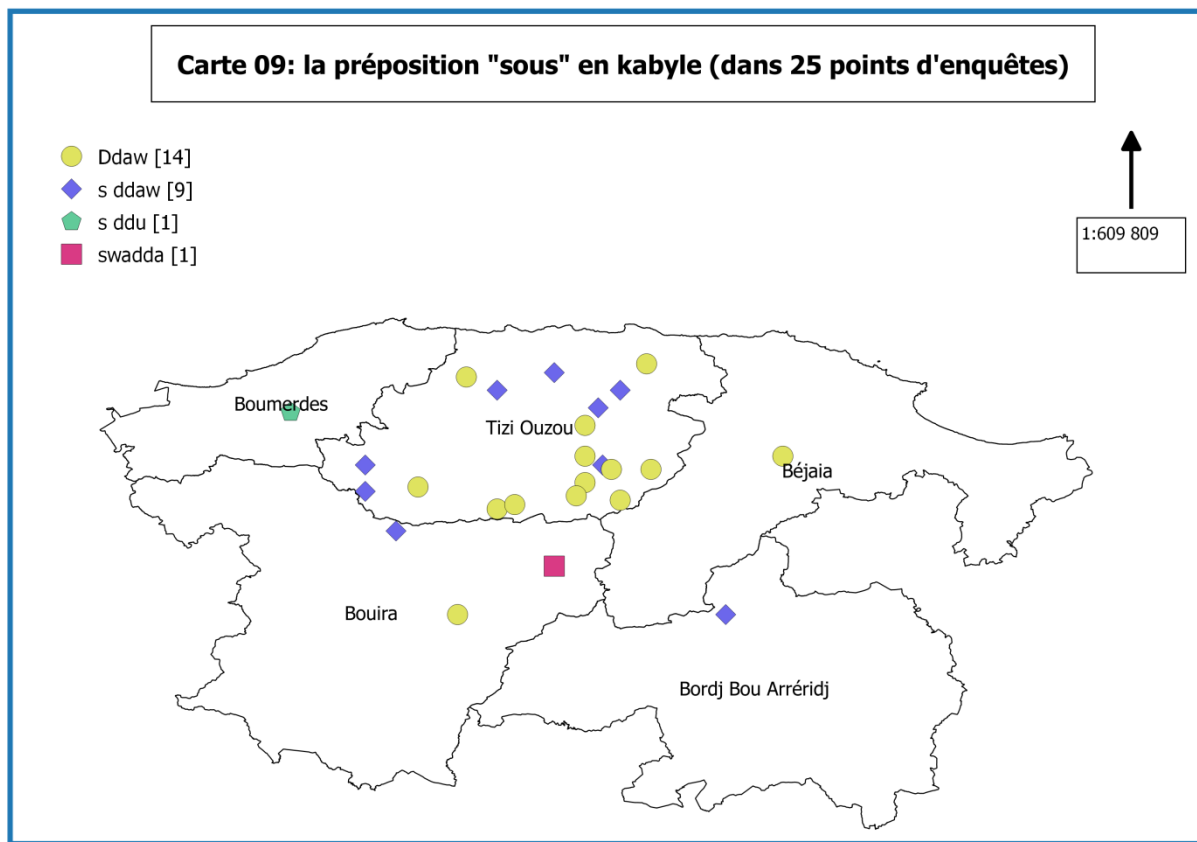 Carte 09: la préposition "sous" en kabyle (dans 25 points d'enquêtes)
Ddaw [14]
s ddaw [9]
s ddu [1]
swadda [1]
1:609 809
Boumerdes
Tizi Ouzou
Béjaia
Bouira
Bordj Bou Arréridj